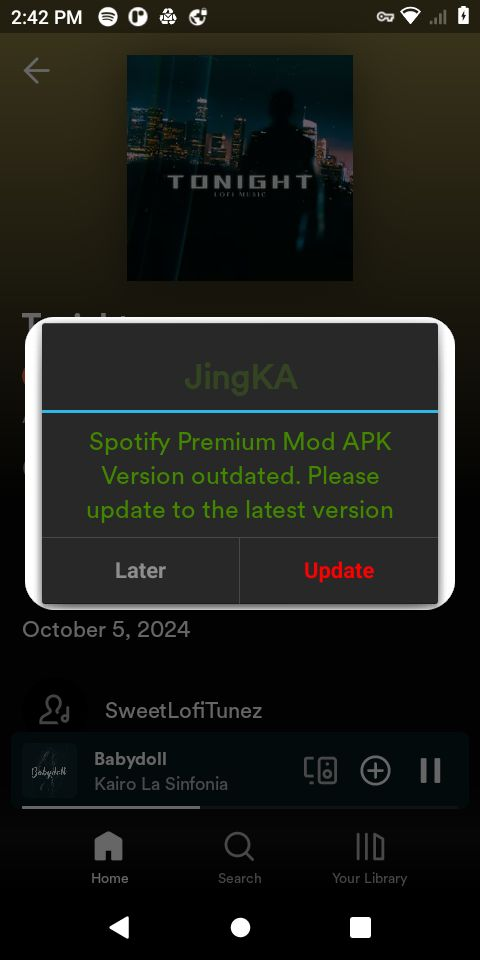 2:42 PM
TONIGHT
LOFI MUSIC
JingKA
Spotify Premium Mod APK
Version outdated. Please
update to the latest version
Later
Update
October 5, 2024
SweetLofiTunez
Babydoll
Babydoll
Kairo La Sinfonia
Home
Search
Your Library